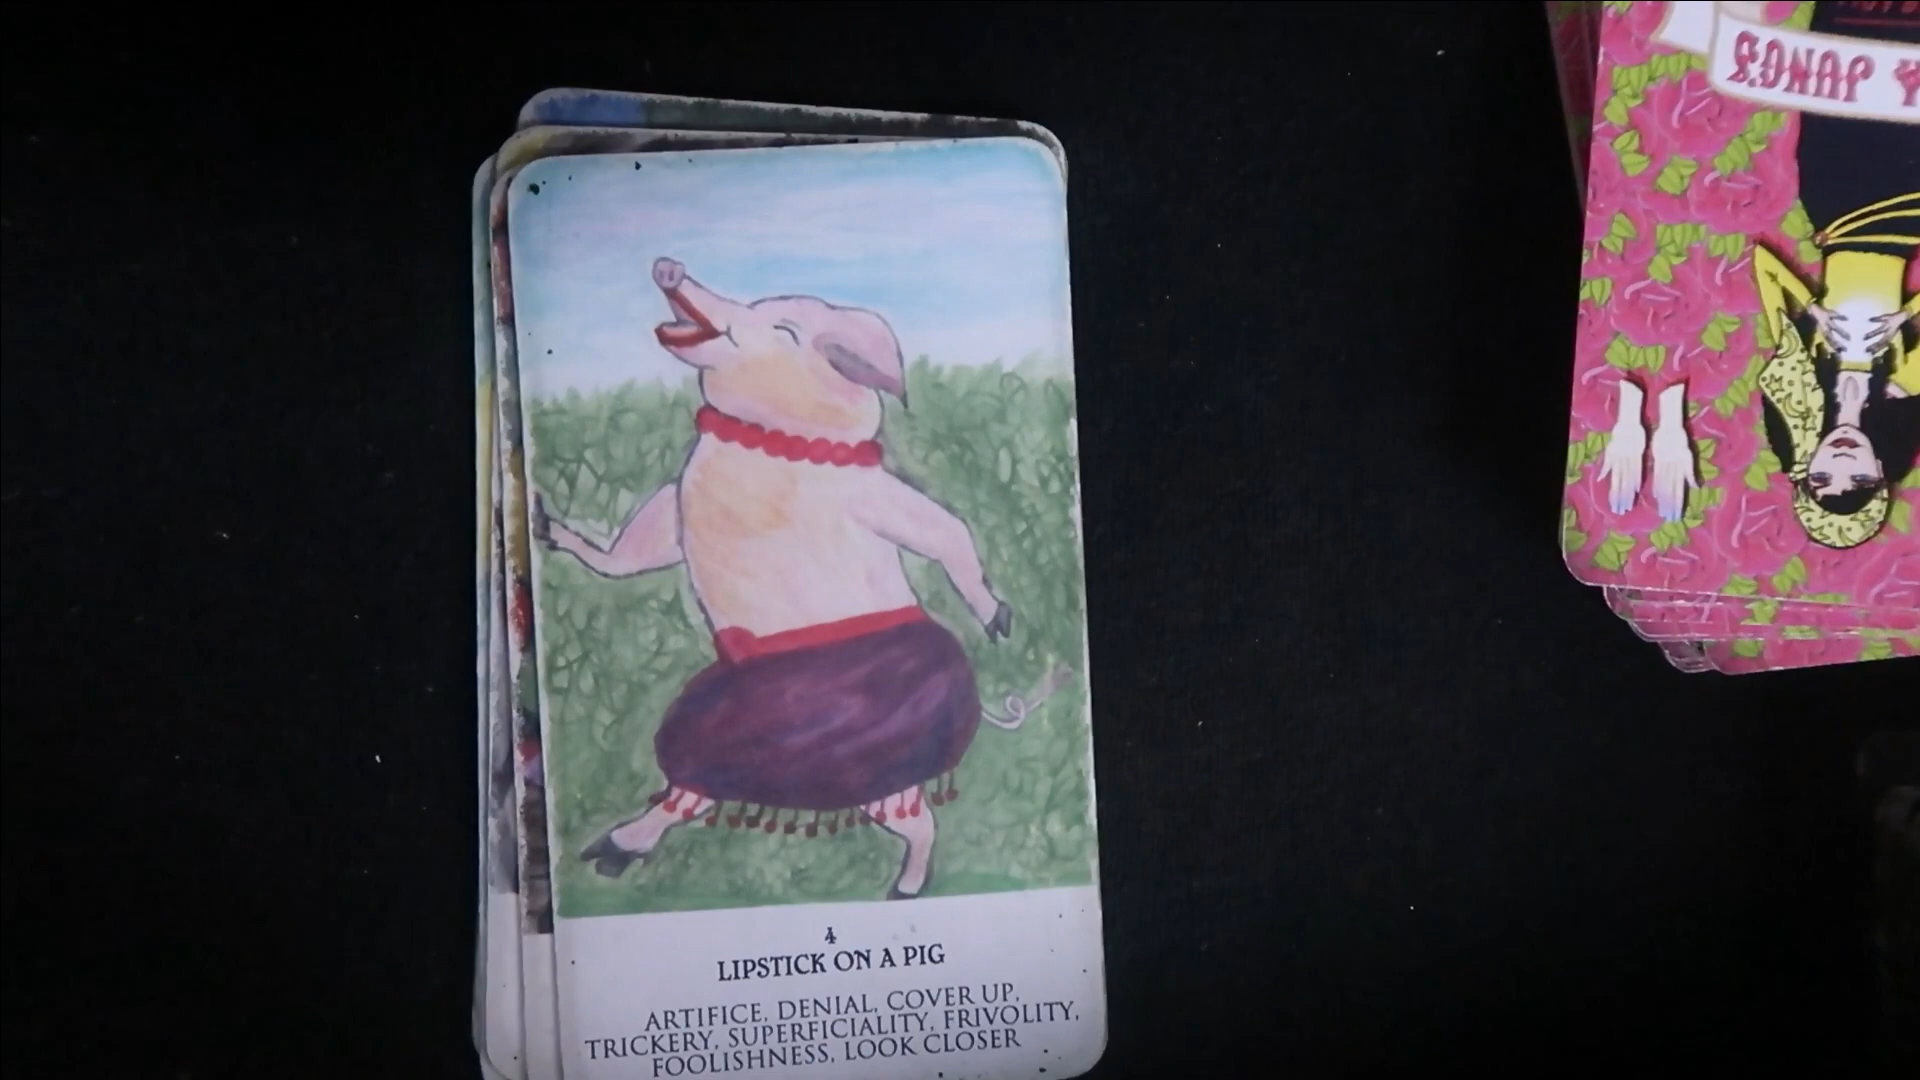 4
LIPSTICK ON A PIG
ARTIFICE, DENIAL, COVER UP,
TRICKERY, SUPERFICIALITY, FRIVOLITY,
FOOLISHNESS, LOOK CLOSER